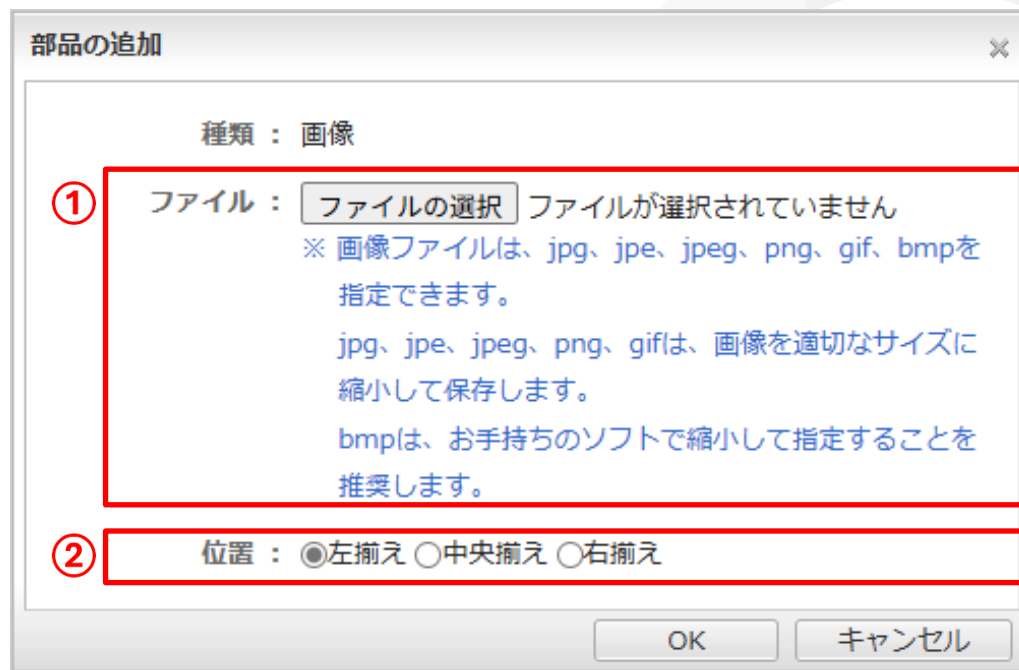 部品の追加
種類 : 画像
① ファイル : ファイルの選択 ファイルが選択されていません
※ 画像ファイルは、jpg、jpe、jpeg、png、gif、bmpを
指定できます。
jpg、jpe、jpeg、png、gifは、画像を適切なサイズに
縮小して保存します。
bmpは、お手持ちのソフトで縮小して指定することを
推奨します。
② 位置 : 左揃え 中央揃え 右揃え
OK キャンセル